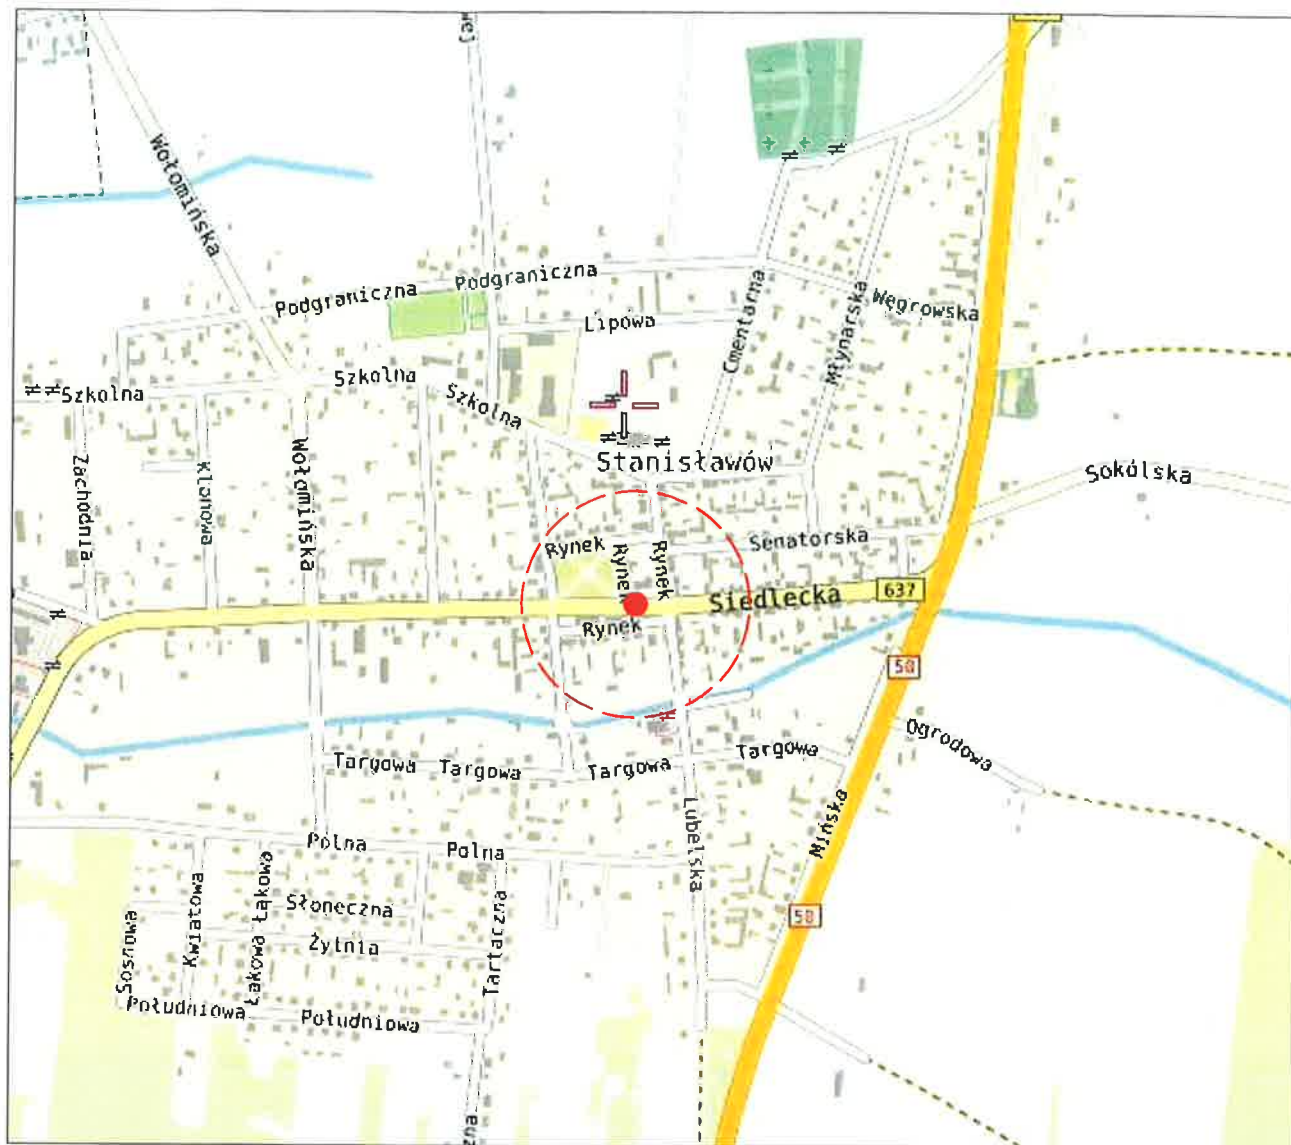 Wołomińska
Podgraniczna
Podgraniczna
Węgrowska
Lipowa
Cmentarna
Młynarska
Szkolna
Szkolna
Szkolna
Stanisławów
Sokólska
Zachodnia
Klonowa
Wołomińska
Rynek
Rynek
Rynek
Senatorska
Siedlecka
637
Rynek
50
Ogrodowa
Targowa
Targowa
Targowa
Targowa
Mińska
Lubelska
Polna
Polna
50
Sosnowa
Kwiatowa
Łąkowa
Łąkowa
Słoneczna
Żytnia
Tartaczna
Południowa
Południowa